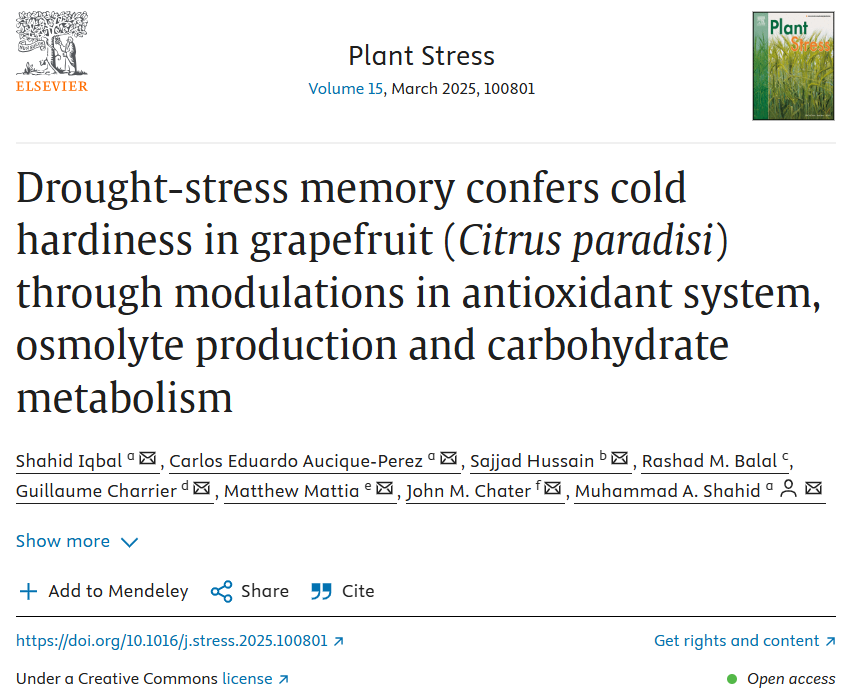 ELSEVIER
Plant Stress
Volume 15, March 2025, 100801
Plant
Stress
Drought-stress memory confers cold
hardiness in grapefruit (Citrus paradisi)
through modulations in antioxidant system,
osmolyte production and carbohydrate
metabolism
Shahid Iqbal a, Carlos Eduardo Aucique-Perez a, Sajjad Hussain b, Rashad M. Balal c,
Guillaume Charrier d, Matthew Mattia e, John M. Chater f, Muhammad A. Shahid a
Show more
Add to Mendeley Share Cite
https://doi.org/10.1016/j.stress.2025.100801 Get rights and content
Under a Creative Commons license Open access